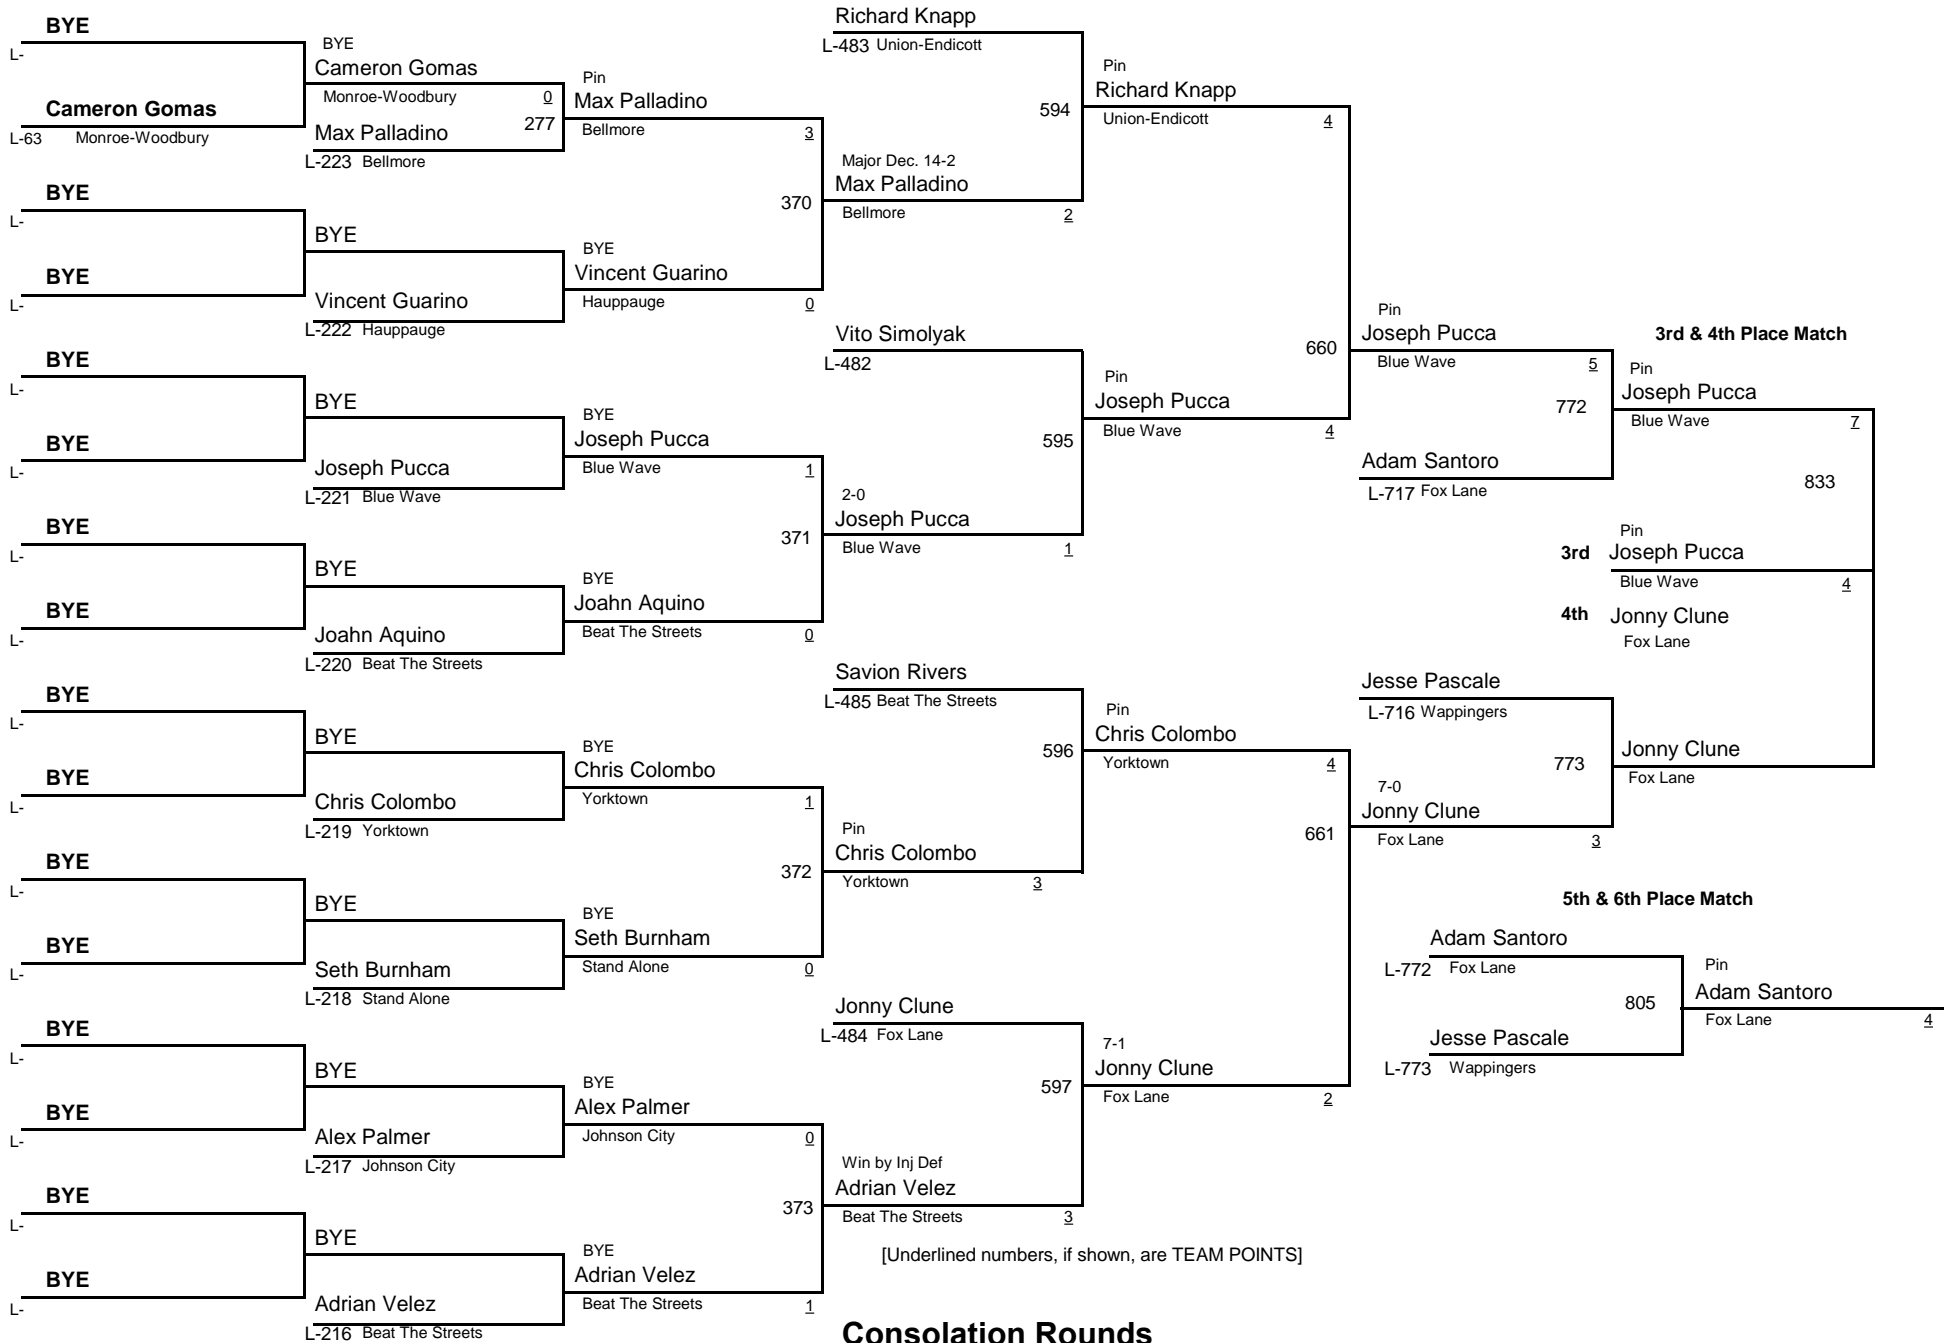 BYE
L-
Cameron Gomas
L-63 Monroe-Woodbury
BYE
L-
BYE
L-
BYE
L-
BYE
L-
BYE
L-
BYE
L-
BYE
L-
BYE
L-
BYE
L-
BYE
L-
BYE
L-
BYE
L-
BYE
L-
BYE
L-
BYE
Cameron Gomas
Monroe-Woodbury 0
277
Max Palladino
L-223 Bellmore
BYE
Vincent Guarino
L-222 Hauppauge
BYE
Joseph Pucca
L-221 Blue Wave
BYE
Joahn Aquino
L-220 Beat The Streets
BYE
Chris Colombo
L-219 Yorktown
BYE
Seth Burnham
L-218 Stand Alone
BYE
Alex Palmer
L-217 Johnson City
BYE
Adrian Velez
L-216 Beat The Streets
Pin
Max Palladino
Bellmore 3
370
BYE
Vincent Guarino
Hauppauge 0
BYE
Joseph Pucca
Blue Wave 1
371
BYE
Joahn Aquino
Beat The Streets 0
BYE
Chris Colombo
Yorktown 1
372
BYE
Seth Burnham
Stand Alone 0
BYE
Alex Palmer
Johnson City 0
373
BYE
Adrian Velez
Beat The Streets 1
Richard Knapp
L-483 Union-Endicott
594
Major Dec. 14-2
Max Palladino
Bellmore 2
Vito Simolyak
L-482
595
2-0
Joseph Pucca
Blue Wave 1
Savion Rivers
L-485 Beat The Streets
596
Pin
Chris Colombo
Yorktown 3
Jonny Clune
L-484 Fox Lane
597
Win by Inj Def
Adrian Velez
Beat The Streets 3
Pin
Richard Knapp
Union-Endicott 4
660
Pin
Joseph Pucca
Blue Wave 4
Pin
Chris Colombo
Yorktown 4
661
7-1
Jonny Clune
Fox Lane 2
Pin
Joseph Pucca
Blue Wave 5
772
Adam Santoro
L-717 Fox Lane
Jesse Pascale
L-716 Wappingers
773
7-0
Jonny Clune
Fox Lane 3
3rd & 4th Place Match
Pin
Joseph Pucca
Blue Wave 7
833
Pin
3rd Joseph Pucca
Blue Wave 4
4th Jonny Clune
Fox Lane
Jonny Clune
Fox Lane
5th & 6th Place Match
Adam Santoro
L-772 Fox Lane
805
Jesse Pascale
L-773 Wappingers
Pin
Adam Santoro
Fox Lane 4
[Underlined numbers, if shown, are TEAM POINTS]
Consolation Rounds